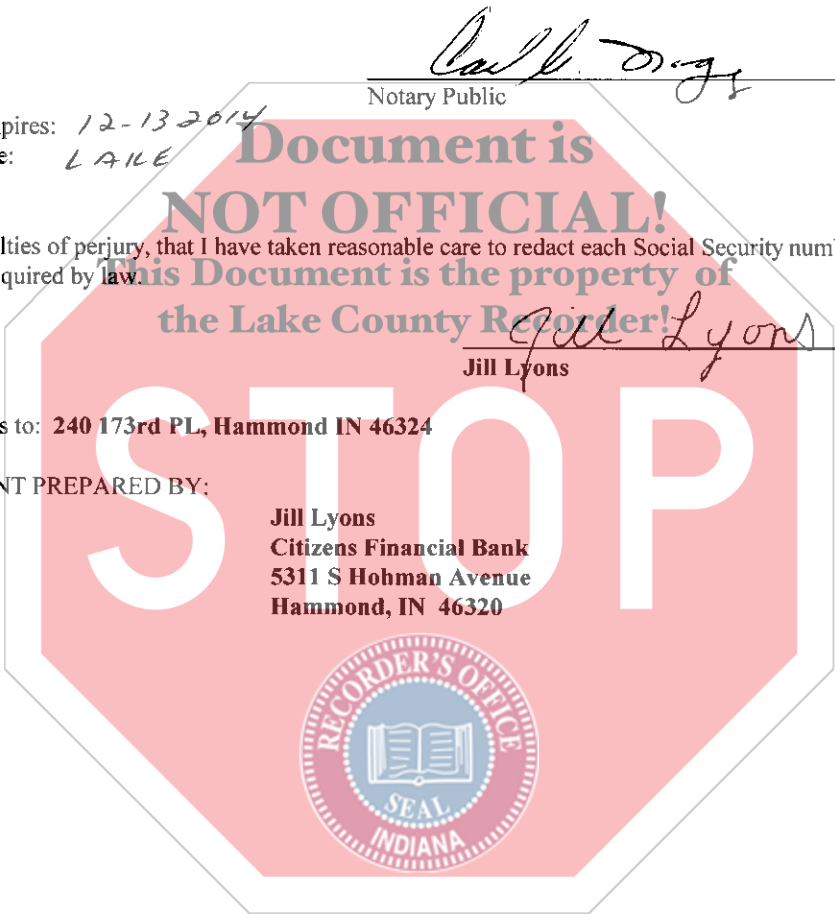 Notary Public
pires: 12-13 2014
e: LAKE
Document is
NOT OFFICIAL!
lties of perjury, that I have taken reasonable care to redact each Social Security num
quired by law.
This Document is the property of
the Lake County Recorder!
Jill Lyons
Jill Lyons
s to: 240 173rd PL, Hammond IN 46324
NT PREPARED BY:
Jill Lyons
Citizens Financial Bank
5311 S Hohman Avenue
Hammond, IN 46320
STOP
RECORDER'S OFFICE
SEAL
INDIANA